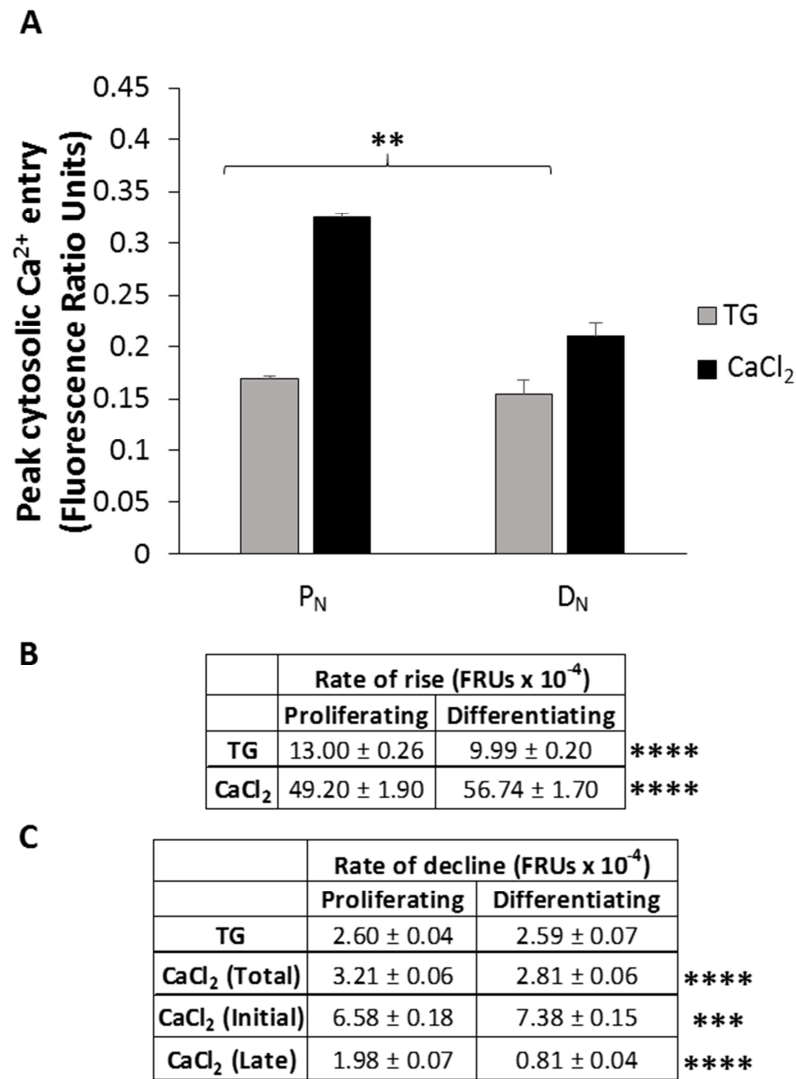 A
Peak cytosolic Ca²⁺ entry
(Fluorescence Ratio Units)
0.45
0.4
0.35
0.3
0.25
0.2
0.15
0.1
0.05
0
**
P_N
D_N
TG
CaCl₂
B
Rate of rise (FRUs x 10⁻⁴)
Proliferating Differentiating
TG 13.00 ± 0.26 9.99 ± 0.20 ****
CaCl₂ 49.20 ± 1.90 56.74 ± 1.70 ****
C
Rate of decline (FRUs x 10⁻⁴)
Proliferating Differentiating
TG 2.60 ± 0.04 2.59 ± 0.07
CaCl₂ (Total) 3.21 ± 0.06 2.81 ± 0.06 ****
CaCl₂ (Initial) 6.58 ± 0.18 7.38 ± 0.15 ***
CaCl₂ (Late) 1.98 ± 0.07 0.81 ± 0.04 ****